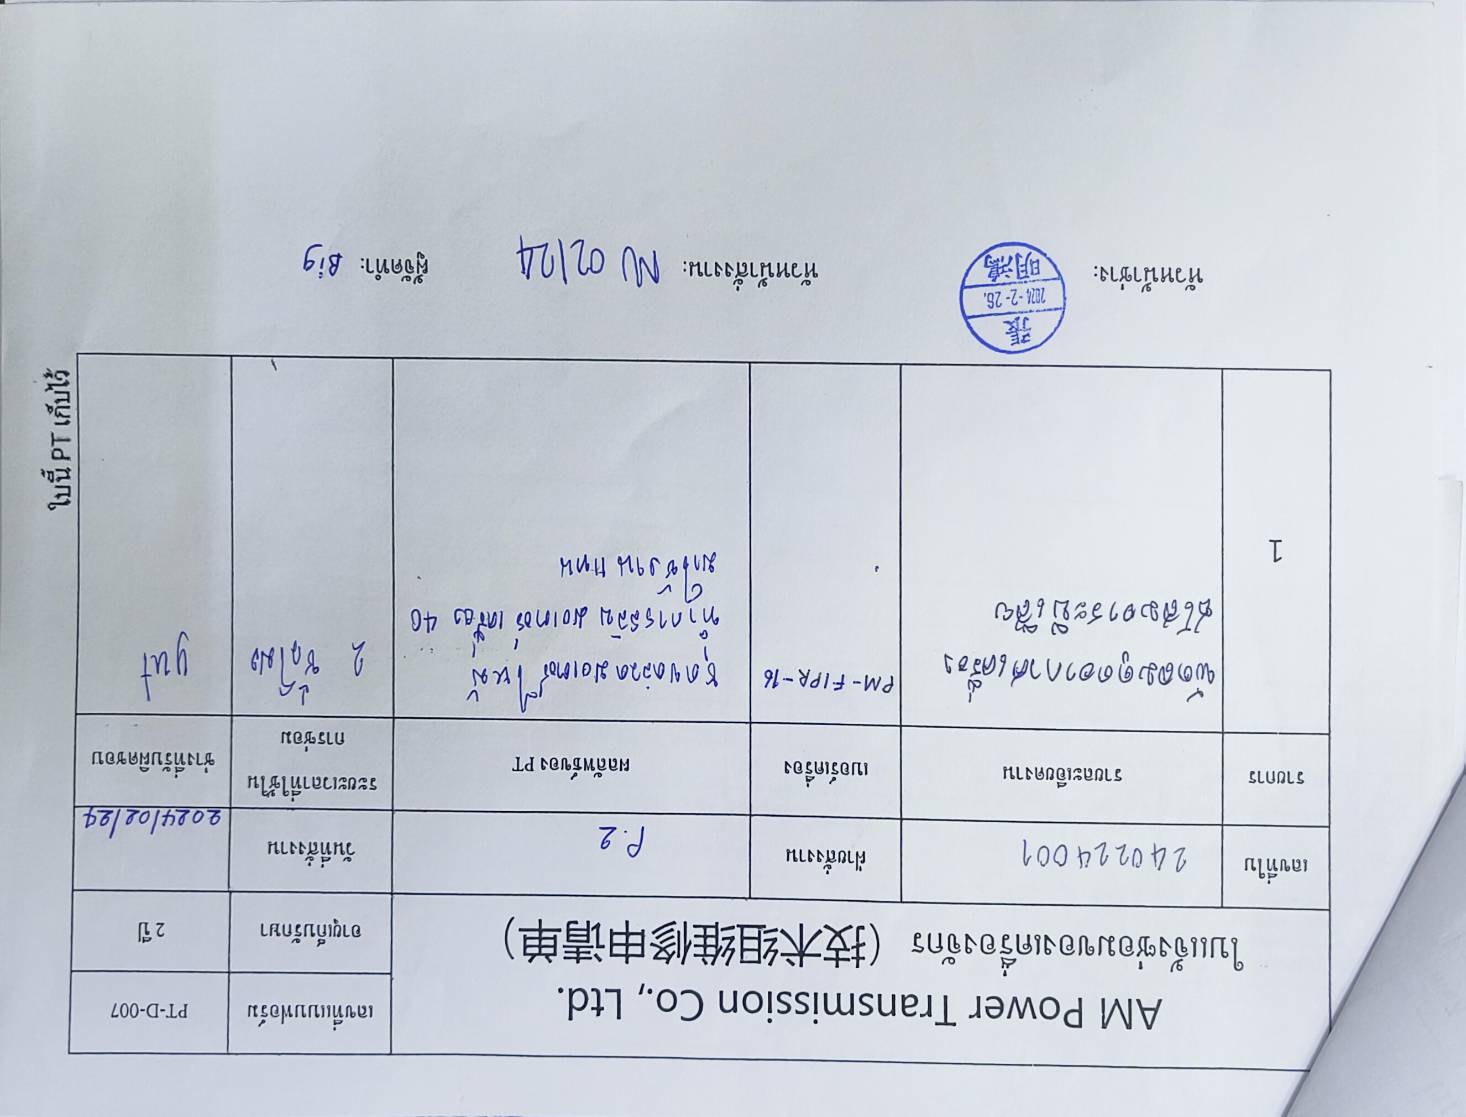 AM Power Transmission Co., Ltd.
ใบแจ้งซ่อมของเครื่องจักร (技术组维修申请单)
เลขที่แบบฟอร์ม PT-D-007
อายุเก็บรักษา 2 ปี
เลขที่ใบ 240224001 ฝ่ายสั่งงาน P.2 วันที่สั่งงาน 2024/02/24
รายการ รายละเอียดงาน เบอร์เครื่อง ผลลัพธ์ของ PT ระยะเวลาที่ใช้ใน
การซ่อม ช่างที่รับผิดชอบ
1
พัดลมดูดอากาศเครื่อง
เสีย
PM-FIPR-16
ชุดขดลวดมอเตอร์ไหม้
ทำการสลับ มอเตอร์ เครื่อง 40
มาใช้งานแทน
2 ชั่วโมง
yut
ใบนี้ PT เก็บไว้
หัวหน้าช่าง: 張
2024-2-26.
明鴻
หัวหน้าสั่งงาน: NU 02/24 ผู้จัดทำ: Big